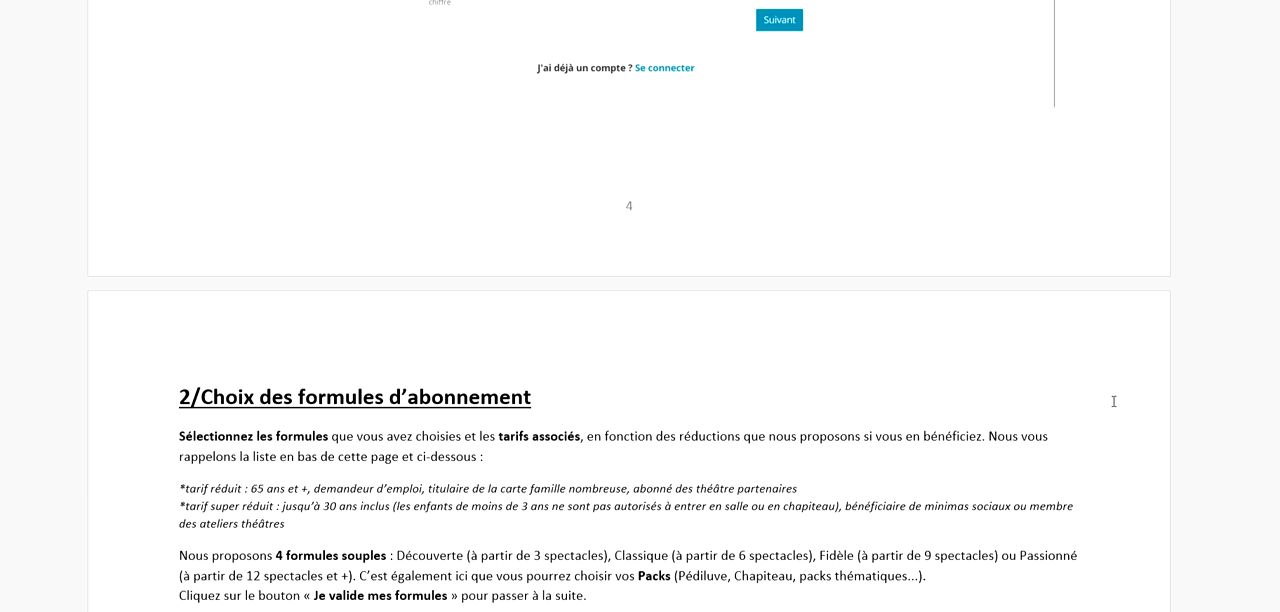 chiffre
Suivant
J'ai déjà un compte ? Se connecter
4
2/Choix des formules d’abonnement
Sélectionnez les formules que vous avez choisies et les tarifs associés, en fonction des réductions que nous proposons si vous en bénéficiez. Nous vous
rappelons la liste en bas de cette page et ci-dessous :
*tarif réduit : 65 ans et +, demandeur d’emploi, titulaire de la carte famille nombreuse, abonné des théâtre partenaires
*tarif super réduit : jusqu’à 30 ans inclus (les enfants de moins de 3 ans ne sont pas autorisés à entrer en salle ou en chapiteau), bénéficiaire de minimas sociaux ou membre
des ateliers théâtres
Nous proposons 4 formules souples : Découverte (à partir de 3 spectacles), Classique (à partir de 6 spectacles), Fidèle (à partir de 9 spectacles) ou Passionné
(à partir de 12 spectacles et +). C’est également ici que vous pourrez choisir vos Packs (Pédiluve, Chapiteau, packs thématiques...).
Cliquez sur le bouton « Je valide mes formules » pour passer à la suite.